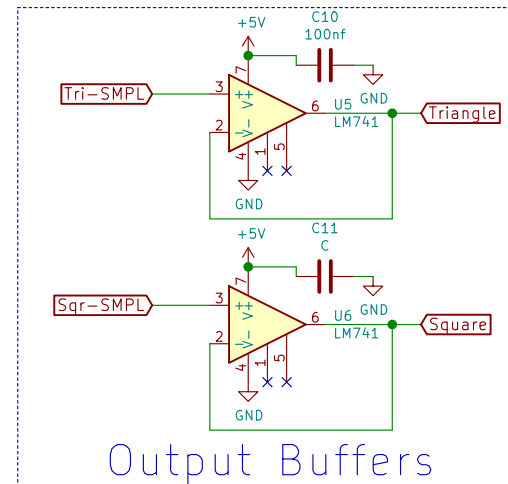 +5V
C10
100nf
7
Tri-SMPL
3
++
V
GND
6
U5
LM741
Triangle
2
V-
-
4
1
5
GND
+5V
C11
C
7
Sqr-SMPL
3
++
V
GND
6
U6
LM741
Square
2
V-
-
4
1
5
GND
Output Buffers